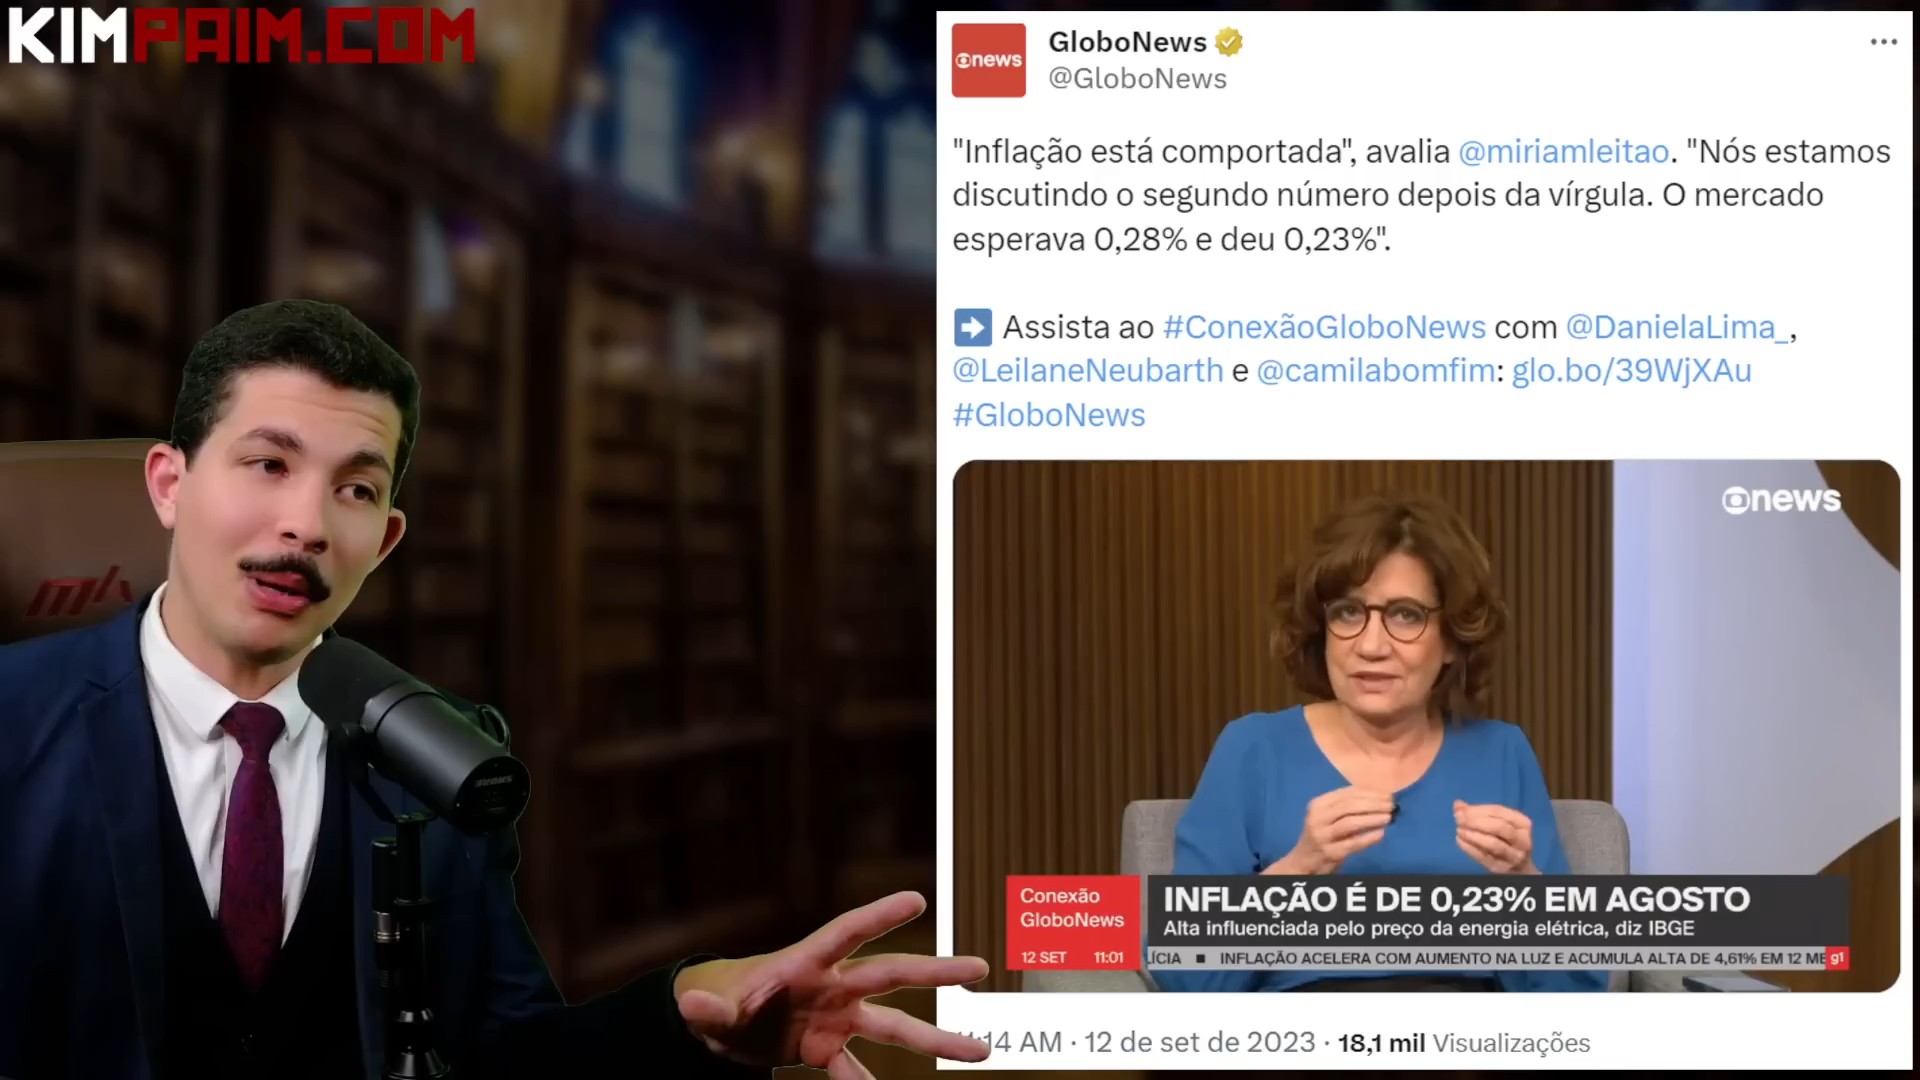 KIMPAIM.COM
news
GloboNews
@GloboNews
"Inflação está comportada", avalia @miriamleitao. "Nós estamos
discutindo o segundo número depois da vírgula. O mercado
esperava 0,28% e deu 0,23%".
Assista ao #ConexãoGloboNews com @DanielaLima_,
@LeilaneNeubarth e @camilabomfim: glo.bo/39WjXAu
#GloboNews
news
Conexão
GloboNews
12 SET 11:01
INFLAÇÃO É DE 0,23% EM AGOSTO
Alta influenciada pelo preço da energia elétrica, diz IBGE
LÍCIA ■ INFLAÇÃO ACELERA COM AUMENTO NA LUZ E ACUMULA ALTA DE 4,61% EM 12 ME
g1
:14 AM · 12 de set de 2023 · 18,1 mil Visualizações